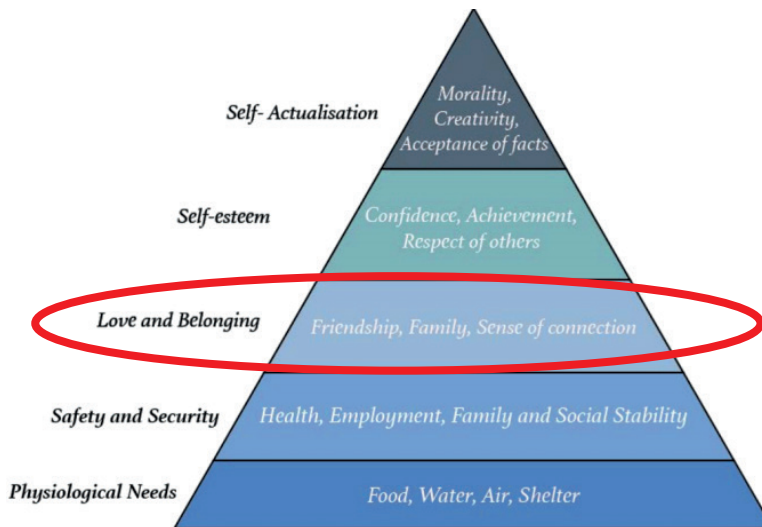 Self- Actualisation
Morality,
Creativity,
Acceptance of facts
Self-esteem
Confidence, Achievement,
Respect of others
Love and Belonging
Friendship, Family, Sense of connection
Safety and Security
Health, Employment, Family and Social Stability
Physiological Needs
Food, Water, Air, Shelter